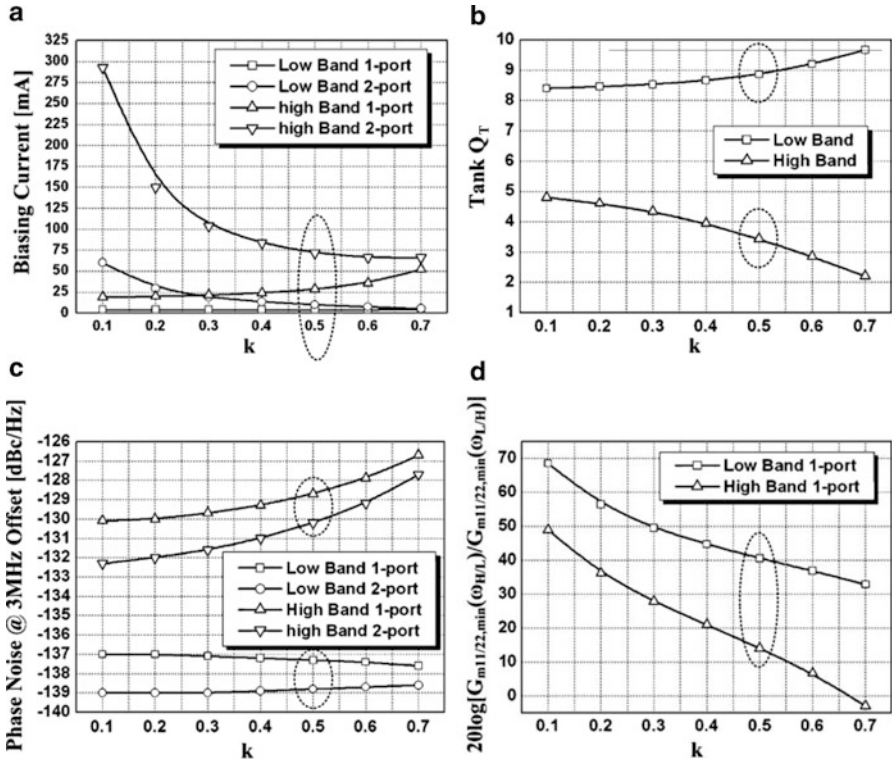 a
Biasing Current [mA]
325
300
275
250
225
200
175
150
125
100
75
50
25
0
Low Band 1-port
Low Band 2-port
high Band 1-port
high Band 2-port
0.1 0.2 0.3 0.4 0.5 0.6 0.7
k
b
Tank QT
10
9
8
7
6
5
4
3
2
1
Low Band
High Band
0.1 0.2 0.3 0.4 0.5 0.6 0.7
k
c
Phase Noise @ 3MHz Offset [dBc/Hz]
-126
-127
-128
-129
-130
-131
-132
-133
-134
-135
-136
-137
-138
-139
-140
Low Band 1-port
Low Band 2-port
High Band 1-port
high Band 2-port
0.1 0.2 0.3 0.4 0.5 0.6 0.7
k
d
20log[Gm11/22,min(ωH/L)/Gm11/22,min(ωL/H)]
70
60
50
40
30
20
10
0
Low Band 1-port
High Band 1-port
0.1 0.2 0.3 0.4 0.5 0.6 0.7
k